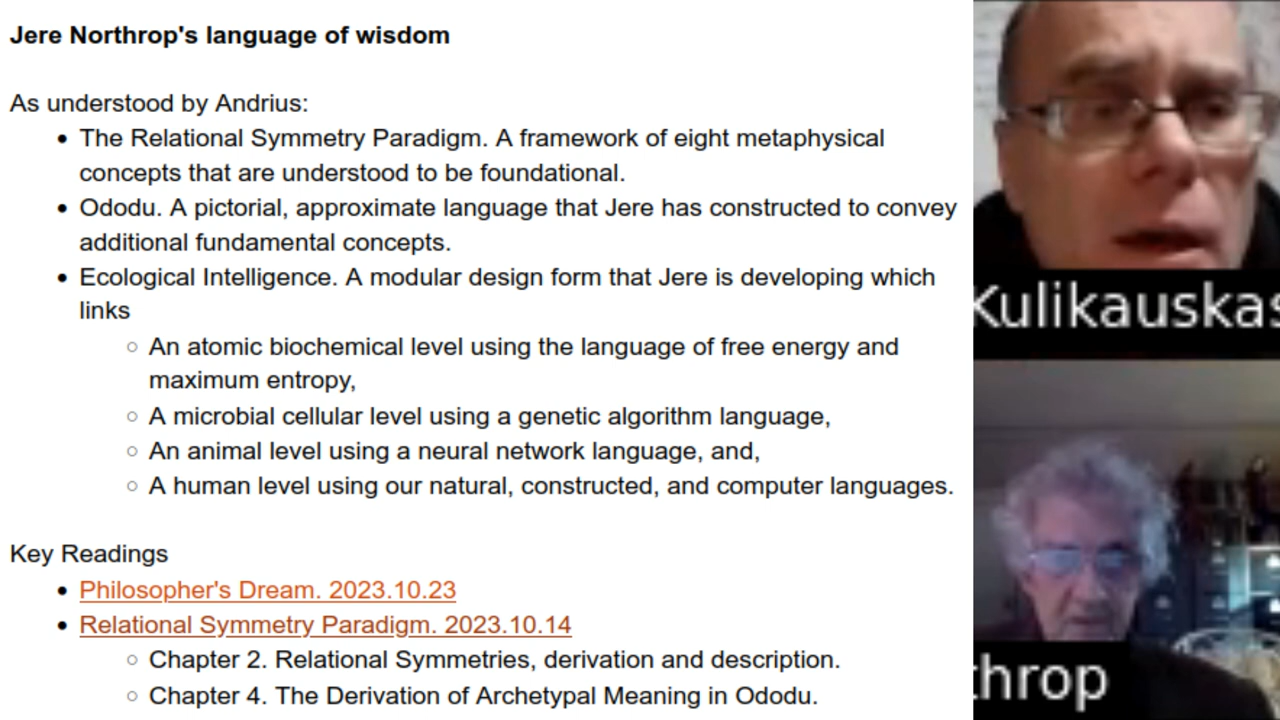 Jere Northrop's language of wisdom
As understood by Andrius:
• The Relational Symmetry Paradigm. A framework of eight metaphysical
concepts that are understood to be foundational.
• Ododu. A pictorial, approximate language that Jere has constructed to convey
additional fundamental concepts.
• Ecological Intelligence. A modular design form that Jere is developing which
links
○ An atomic biochemical level using the language of free energy and
maximum entropy,
○ A microbial cellular level using a genetic algorithm language,
○ An animal level using a neural network language, and,
○ A human level using our natural, constructed, and computer languages.
Key Readings
• Philosopher's Dream. 2023.10.23
• Relational Symmetry Paradigm. 2023.10.14
○ Chapter 2. Relational Symmetries, derivation and description.
○ Chapter 4. The Derivation of Archetypal Meaning in Ododu.
Kulikauskas
throp